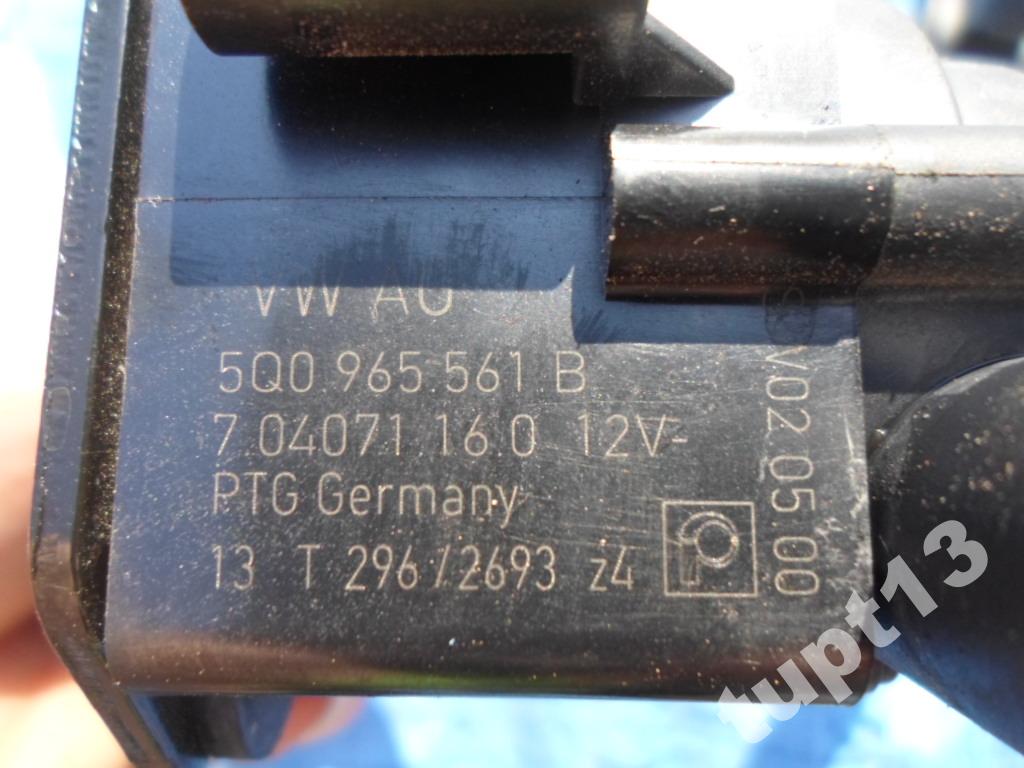 VW AG
5Q0 965 561 B
7.04071.16.0 12V-
PTG Germany
13 T 296/2693 z4
V02.05.00
tupt13